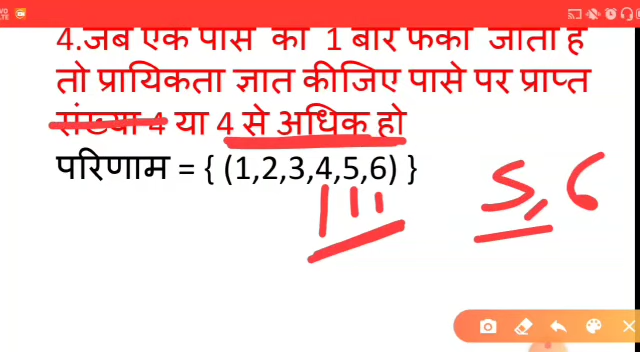 4.जब एक पासे को 1 बार फेंका जाता है
तो प्रायिकता ज्ञात कीजिए पासे पर प्राप्त
संख्या 4 या 4 से अधिक हो
परिणाम = { (1,2,3,4,5,6) }
5,6